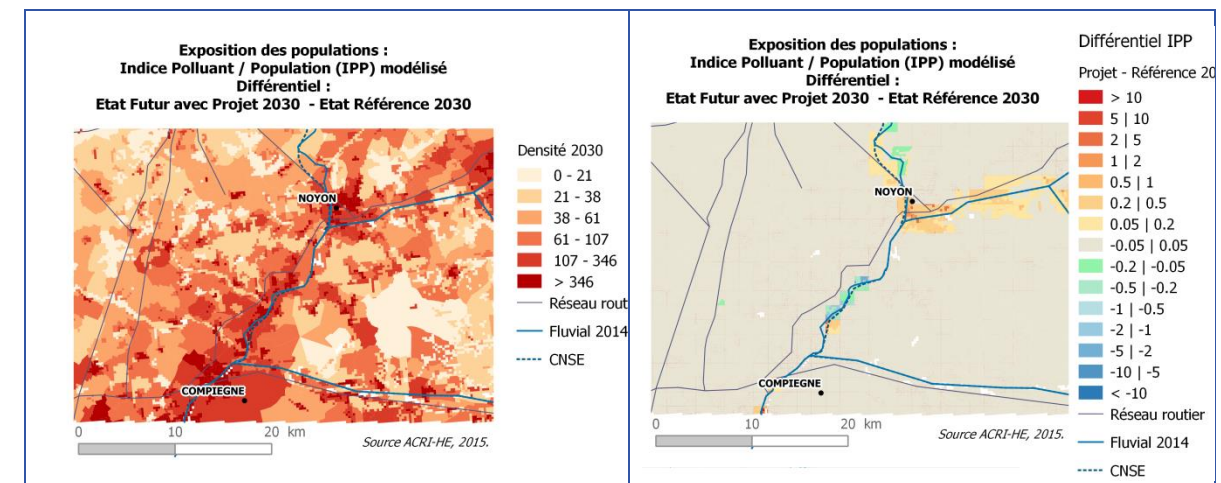 Exposition des populations :
Indice Polluant / Population (IPP) modélisé
Différentiel :
Etat Futur avec Projet 2030 - Etat Référence 2030
NOYON
COMPIEGNE
Densité 2030
0 - 21
21 - 38
38 - 61
61 - 107
107 - 346
> 346
Réseau rout
Fluvial 2014
CNSE
0 10 20 km
Source ACRI-HE, 2015.
Exposition des populations :
Indice Polluant / Population (IPP) modélisé
Différentiel :
Etat Futur avec Projet 2030 - Etat Référence 2030
NOYON
COMPIEGNE
Différentiel IPP
Projet - Référence 20
> 10
5 | 10
2 | 5
1 | 2
0.5 | 1
0.2 | 0.5
0.05 | 0.2
-0.05 | 0.05
-0.2 | -0.05
-0.5 | -0.2
-1 | -0.5
-2 | -1
-5 | -2
-10 | -5
< -10
Réseau routier
Fluvial 2014
CNSE
0 10 20 km
Source ACRI-HE, 2015.